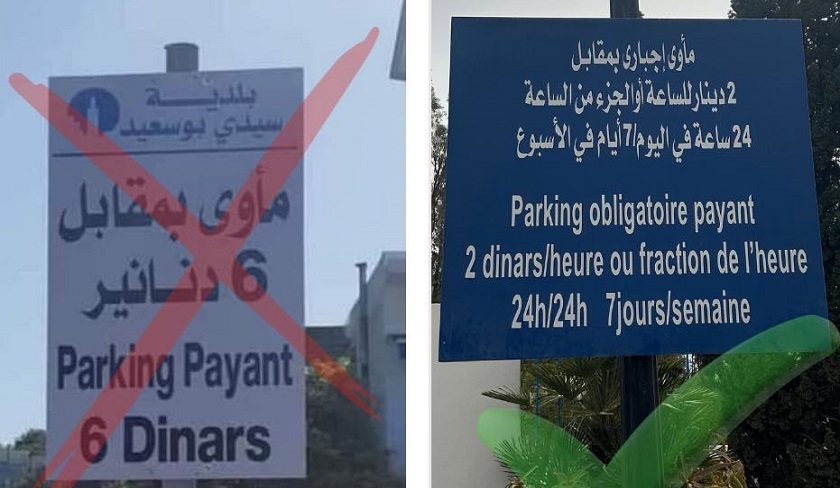 بلدية
سيدي بوسعيد
مأوى بمقابل
6 دنانير
Parking Payant
6 Dinars
مأوى إجباري بمقابل
2 دينار للساعة أو الجزء من الساعة
24 ساعة في اليوم/7 أيام في الأسبوع
Parking obligatoire payant
2 dinars/heure ou fraction de l'heure
24h/24h 7jours/semaine